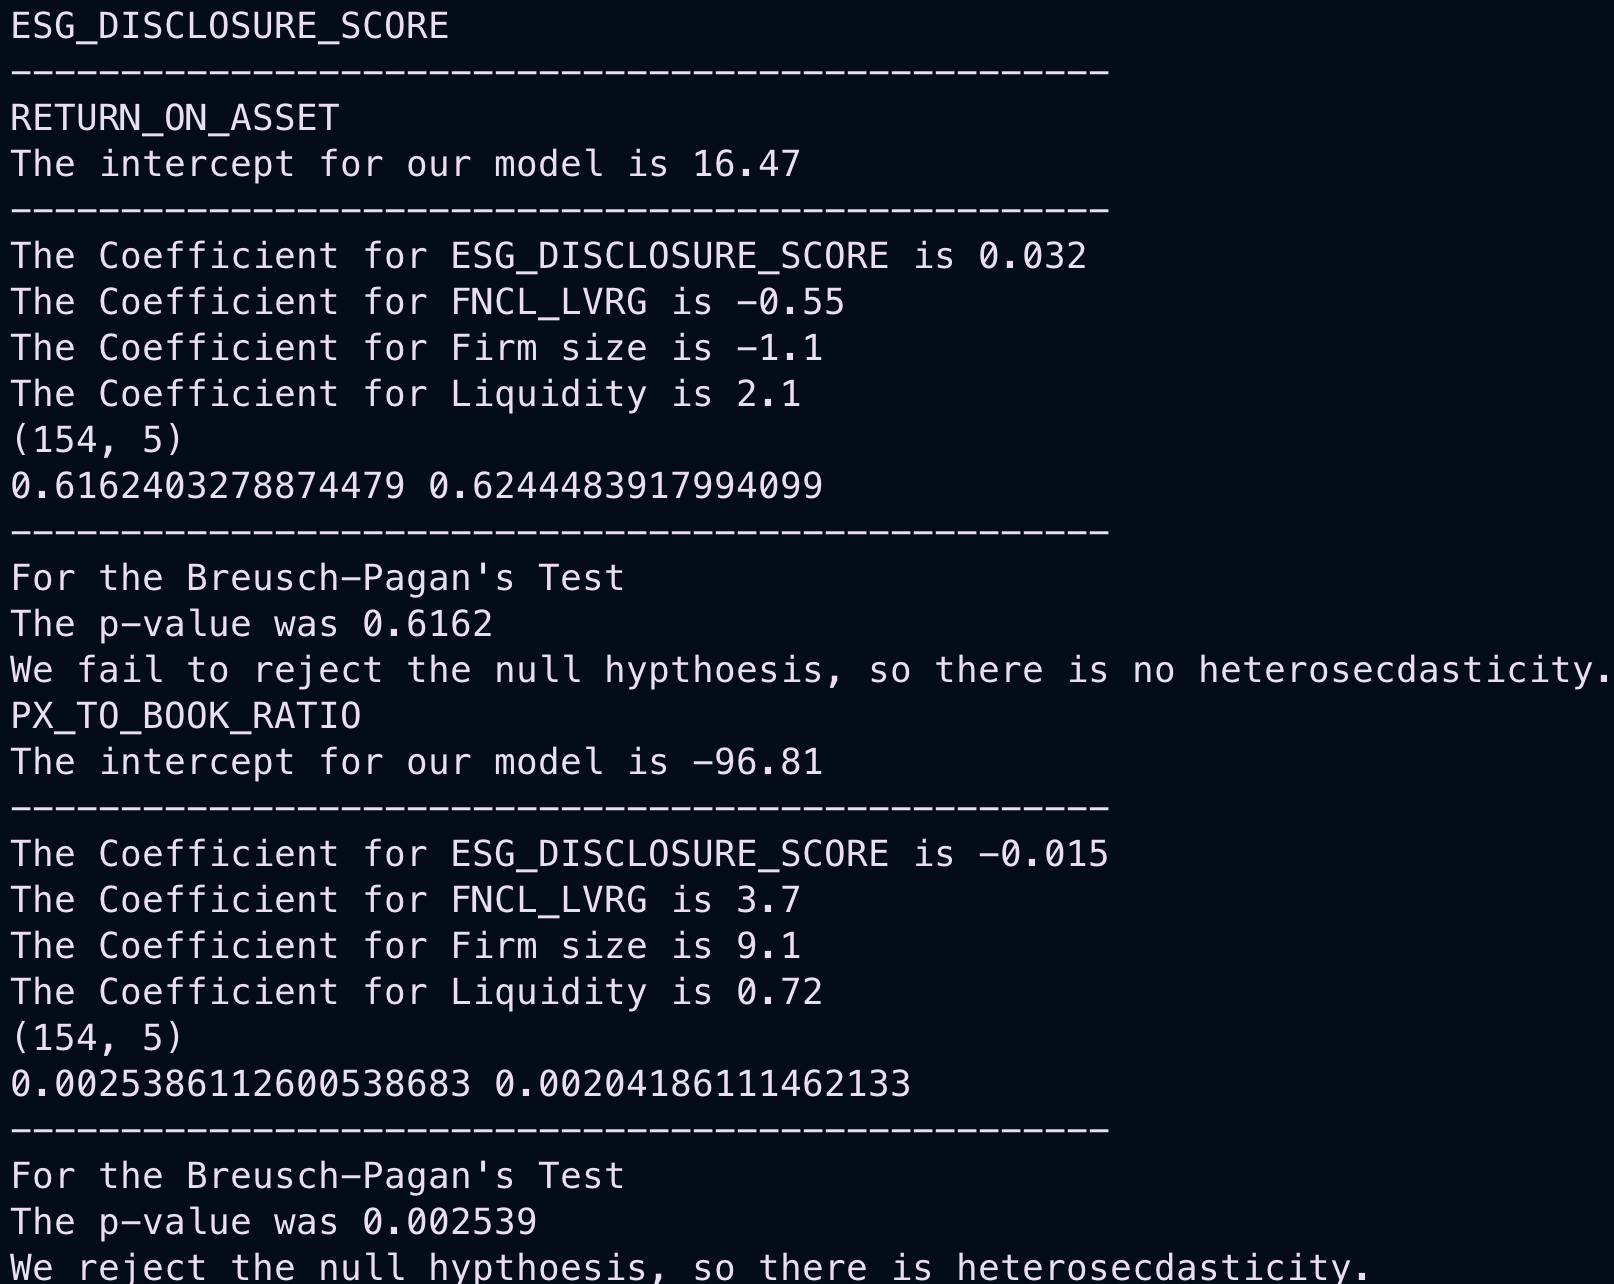 ESG_DISCLOSURE_SCORE
--------------------------------------------------
RETURN_ON_ASSET
The intercept for our model is 16.47
--------------------------------------------------
The Coefficient for ESG_DISCLOSURE_SCORE is 0.032
The Coefficient for FNCL_LVRG is -0.55
The Coefficient for Firm size is -1.1
The Coefficient for Liquidity is 2.1
(154, 5)
0.6162403278874479 0.6244483917994099
--------------------------------------------------
For the Breusch-Pagan's Test
The p-value was 0.6162
We fail to reject the null hypthoesis, so there is no heterosecdasticity.
PX_TO_BOOK_RATIO
The intercept for our model is -96.81
--------------------------------------------------
The Coefficient for ESG_DISCLOSURE_SCORE is -0.015
The Coefficient for FNCL_LVRG is 3.7
The Coefficient for Firm size is 9.1
The Coefficient for Liquidity is 0.72
(154, 5)
0.0025386112600538683 0.00204186111462133
--------------------------------------------------
For the Breusch-Pagan's Test
The p-value was 0.002539
We reject the null hypthoesis, so there is heterosecdasticity.